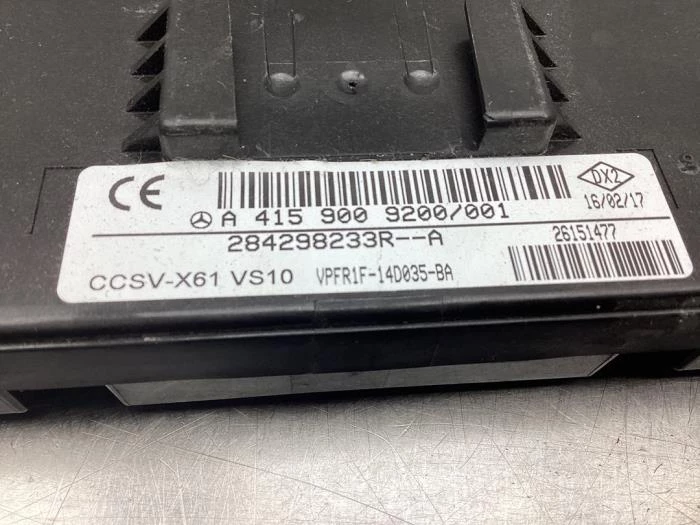 CE
DX2
16/02/17
A 415 900 9200/001
284298233R--A
26151477
CCSV-X61 VS10 VPFR1F-14D035-BA
S